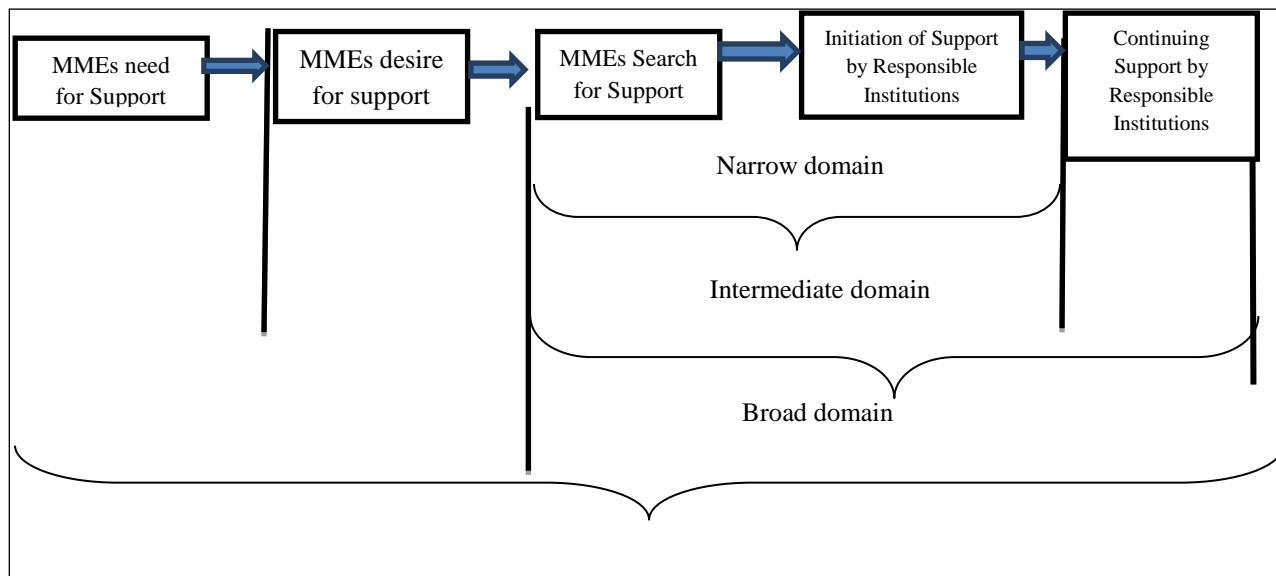 MMEs need
for Support
MMEs desire
for support
MMEs Search
for Support
Initiation of Support
by Responsible
Institutions
Continuing
Support by
Responsible
Institutions
Narrow domain
Intermediate domain
Broad domain